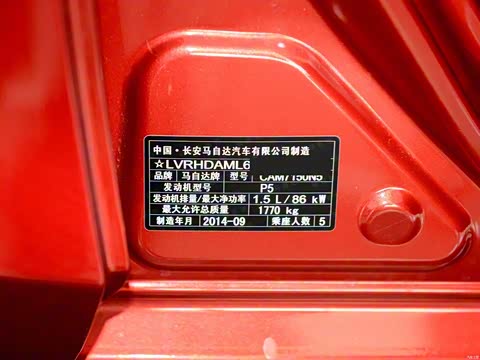 中国·长安马自达汽车有限公司制造
☆LVRHDAML6
品牌 马自达牌 型号 CAM7150N5
发动机型号 P5
发动机排量/最大净功率 1.5 L/86 kW
最大允许总质量 1770 kg
制造年月 2014-09 乘座人数 5